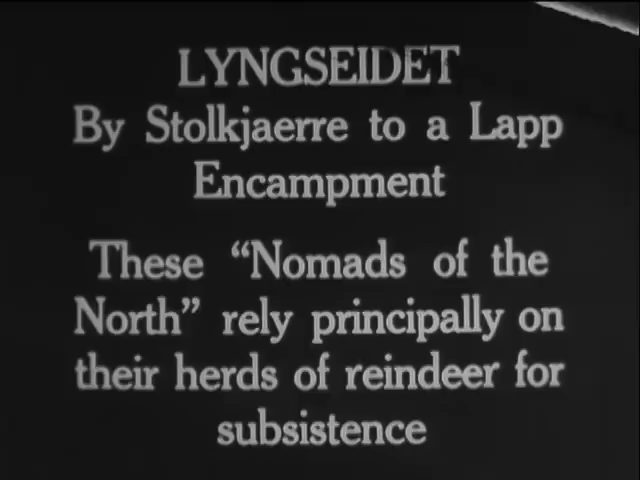 LYNGSEIDET
By Stolkjaerre to a Lapp
Encampment
These “Nomads of the
North” rely principally on
their herds of reindeer for
subsistence